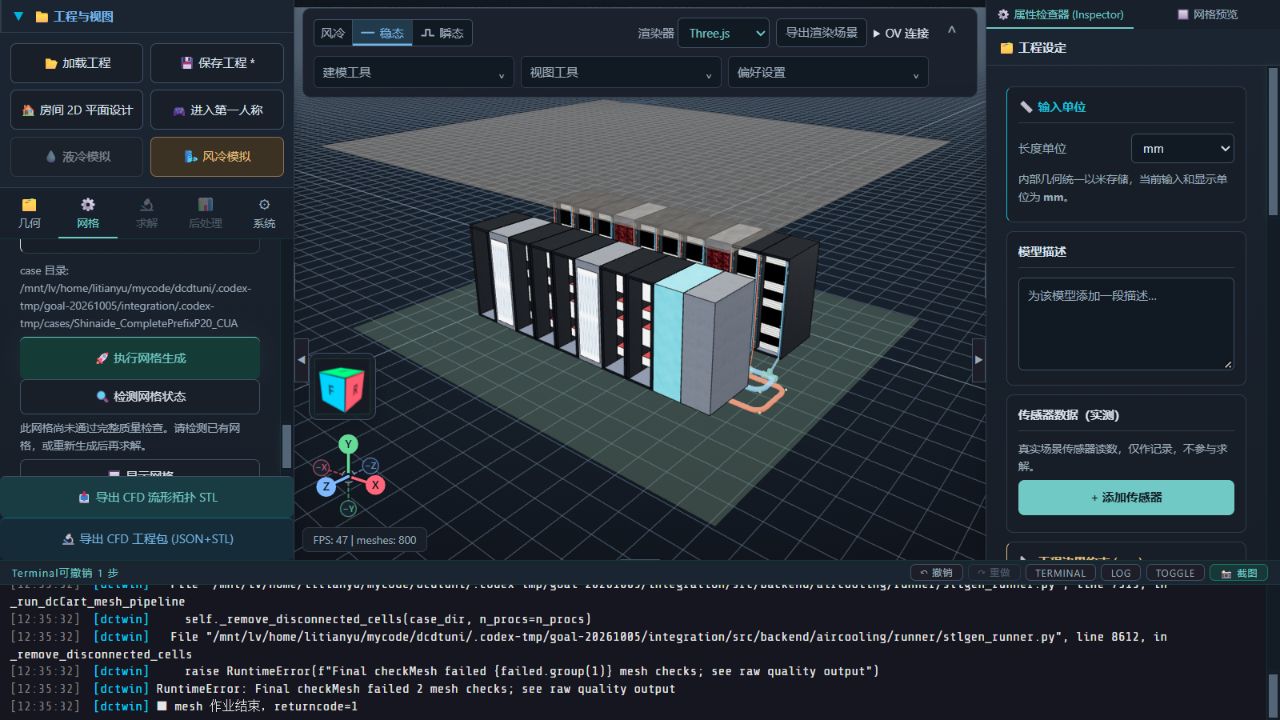 ▼ 📁 工程与视图
📂 加载工程
💾 保存工程 *
🏠 房间 2D 平面设计
🎮 进入第一人称
💧 液冷模拟
风冷模拟
几何
网格
求解
后处理
系统
case 目录:
/mnt/lv/home/litianyu/mycode/dcdtuni/.codex-
tmp/goal-20261005/integration/.codex-
tmp/cases/Shinaide_CompletePrefixP20_CUA
🚀 执行网格生成
🔍 检测网格状态
此网格尚未通过完整质量检查。请检测已有网
格，或重新生成后再求解。
显示网格
导出 CFD 流形拓扑 STL
导出 CFD 工程包 (JSON+STL)
风冷
稳态
瞬态
渲染器
Three.js
导出渲染场景
▶ OV 连接
建模工具
视图工具
偏好设置
F
R
Y
-X
-Z
Z
X
-Y
FPS: 47 | meshes: 800
属性检查器 (Inspector)
网格预览
工程设定
输入单位
长度单位
mm
内部几何统一以米存储，当前输入和显示单
位为 mm。
模型描述
为该模型添加一段描述...
传感器数据（实测）
真实场景传感器读数，仅作记录，不参与求
解。
+ 添加传感器
Terminal可撤销 1 步
↶ 撤销
↷ 重做
TERMINAL
LOG
TOGGLE
📷 截图
_run_dcCart_mesh_pipeline
[12:35:32] [dctwin] self._remove_disconnected_cells(case_dir, n_procs=n_procs)
[12:35:32] [dctwin] File "/mnt/lv/home/litianyu/mycode/dcdtuni/.codex-tmp/goal-20261005/integration/src/backend/aircooling/runner/stlgen_runner.py", line 8612, in
_remove_disconnected_cells
[12:35:32] [dctwin] raise RuntimeError(f"Final checkMesh failed {failed.group(1)} mesh checks; see raw quality output")
[12:35:32] [dctwin] RuntimeError: Final checkMesh failed 2 mesh checks; see raw quality output
[12:35:32] [dctwin] ■ mesh 作业结束, returncode=1